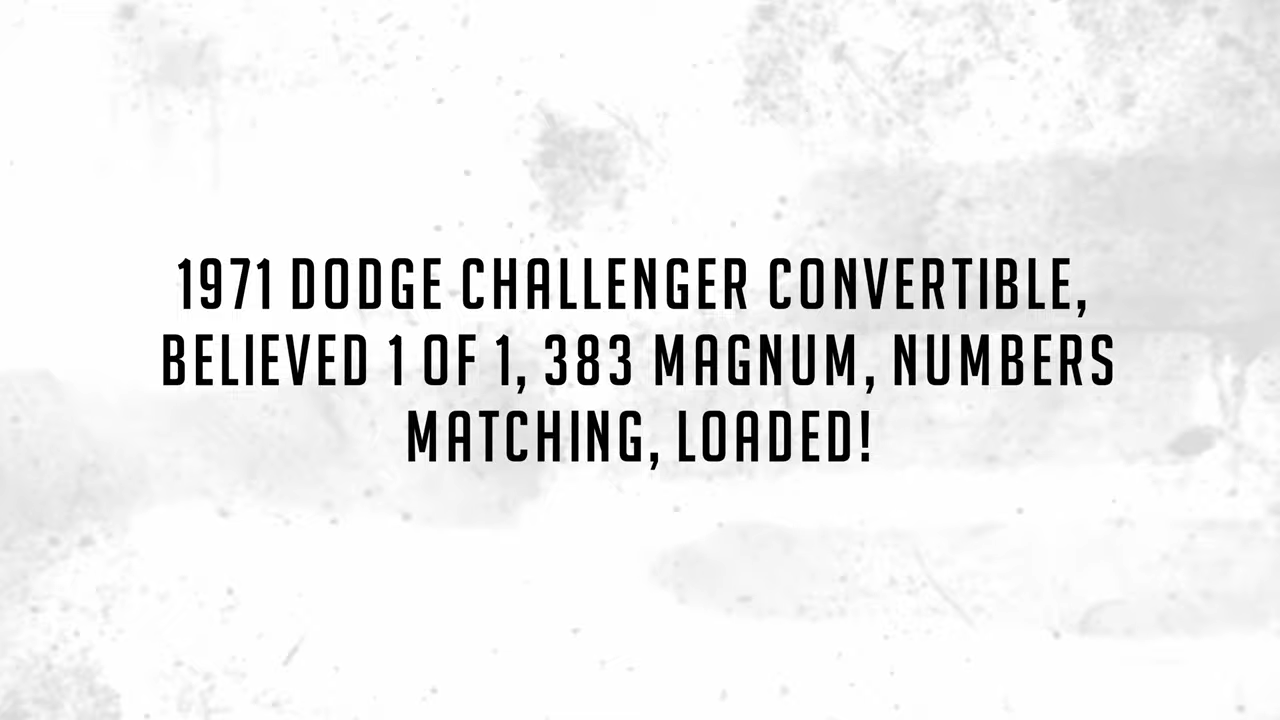 1971 DODGE CHALLENGER CONVERTIBLE,
BELIEVED 1 OF 1, 383 MAGNUM, NUMBERS
MATCHING, LOADED!